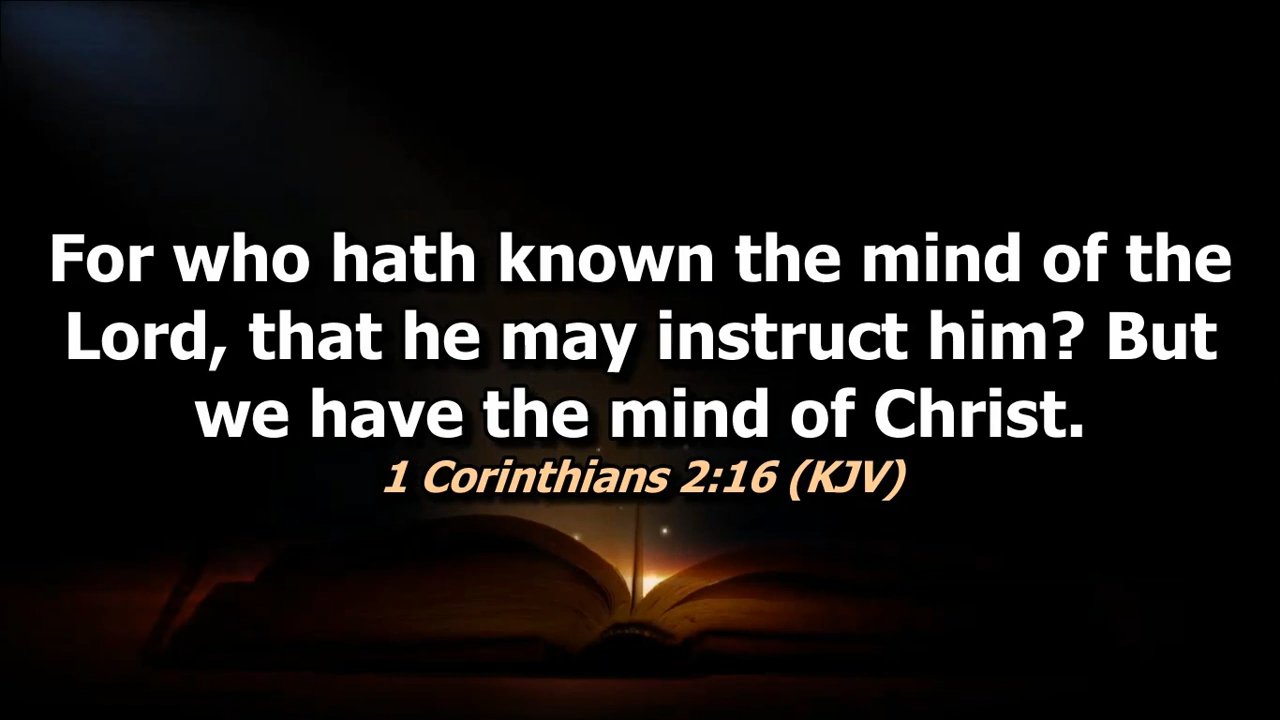 For who hath known the mind of the
Lord, that he may instruct him? But
we have the mind of Christ.
1 Corinthians 2:16 (KJV)